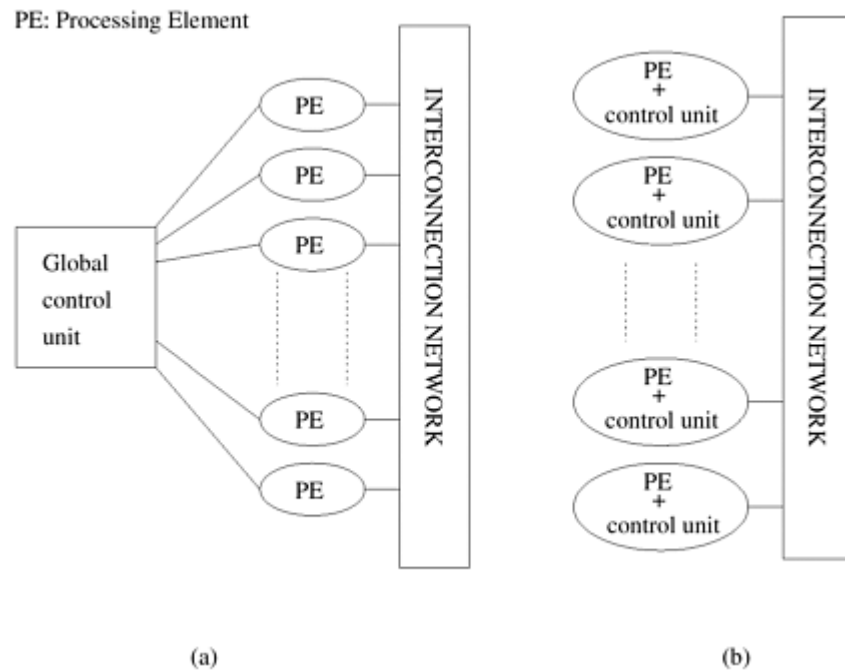 PE: Processing Element
Global
control
unit
PE
PE
PE
PE
PE
INTERCONNECTION NETWORK
(a)
PE
+
control unit
PE
+
control unit
PE
+
control unit
PE
+
control unit
INTERCONNECTION NETWORK
(b)